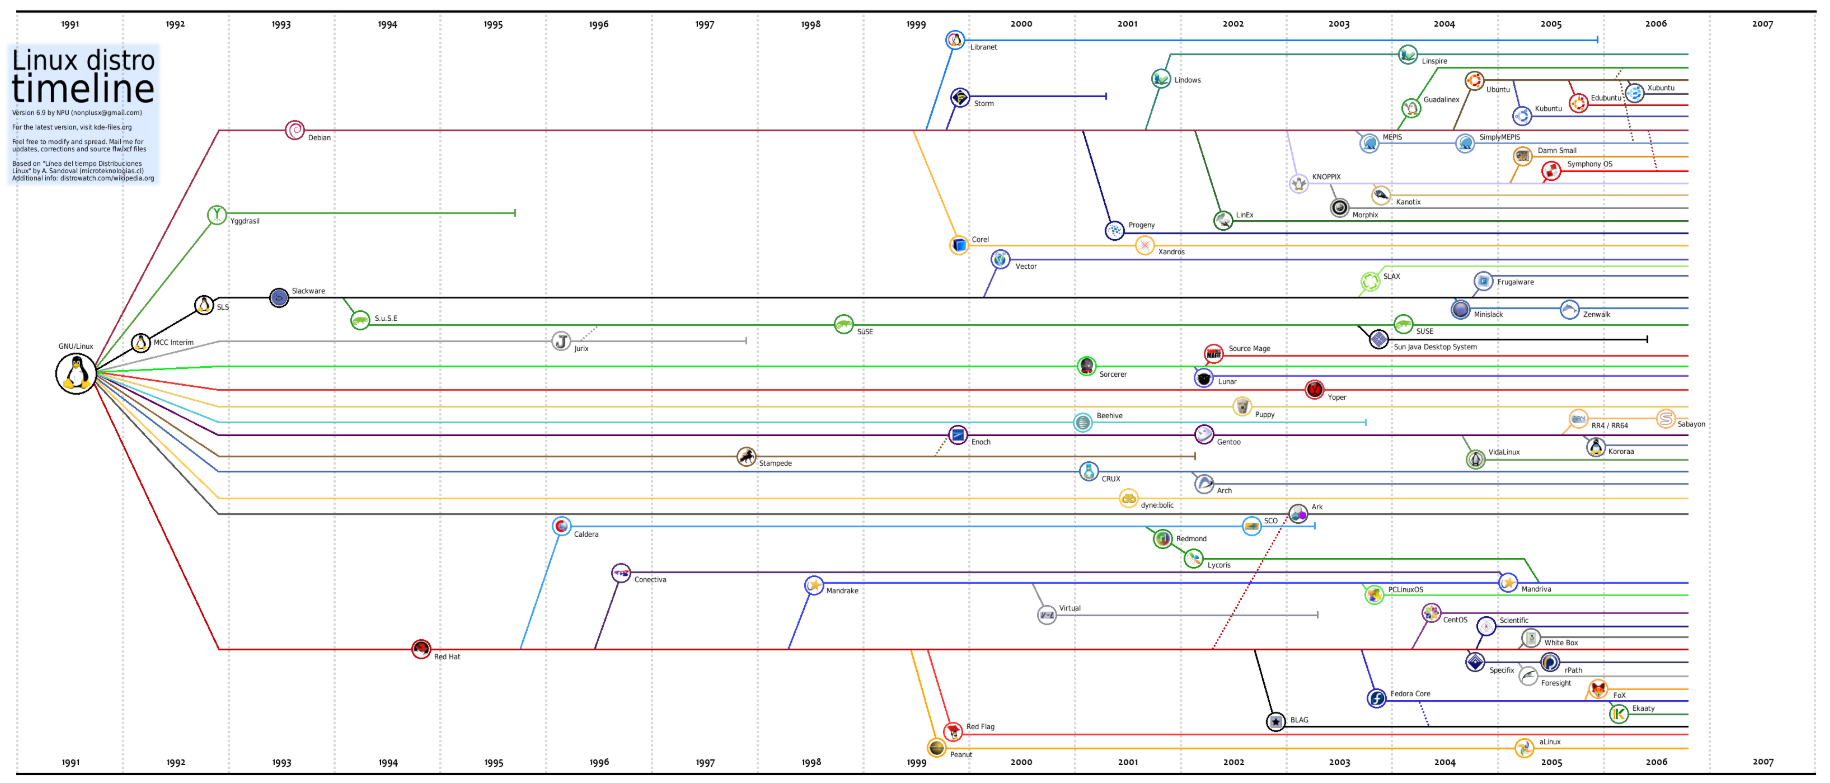 1991 1992 1993 1994 1995 1996 1997 1998 1999 2000 2001 2002 2003 2004 2005 2006 2007
Linux distro
timeline
Version 6.9 by NPU (nonplusx@gmail.com)
For the latest version, visit kde-files.org
Feel free to modify and spread. Mail me for
updates, corrections and source flw/xcf files
Based on "Linea del tiempo Distribuciones
Linux" by A. Sandoval (microteknologias.cl)
Additional info: distrowatch.com/wikipedia.org
Libranet
Linspire
Lindows
Storm
Guadalinex
Ubuntu
Xubuntu
Edubuntu
Kubuntu
Debian
MEPIS
SimplyMEPIS
Damn Small
Symphony OS
KNOPPIX
Kanotix
Morphix
LinEx
Yggdrasil
Progeny
Corel
Xandros
Vector
SLAX
Frugalware
Slackware
SLS
Minislack
Zenwalk
S.u.S.E
SuSE
SUSE
MCC Interim
GNU/Linux
Jurix
Sun Java Desktop System
Source Mage
Sorcerer
Lunar
Yoper
Puppy
Beehive
RR4 / RR64
Sabayon
Enoch
Gentoo
VidaLinux
Kororaa
Stampede
CRUX
Arch
dyne:bolic
Ark
Caldera
SCO
Redmond
Lycoris
Conectiva
Mandrake
PCLinuxOS
Mandriva
Virtual
CentOS
Scientific
White Box
Red Hat
Specifix
rPath
Foresight
Fedora Core
FoX
Ekaaty
BLAG
Red Flag
Peanut
aLinux
1991 1992 1993 1994 1995 1996 1997 1998 1999 2000 2001 2002 2003 2004 2005 2006 2007